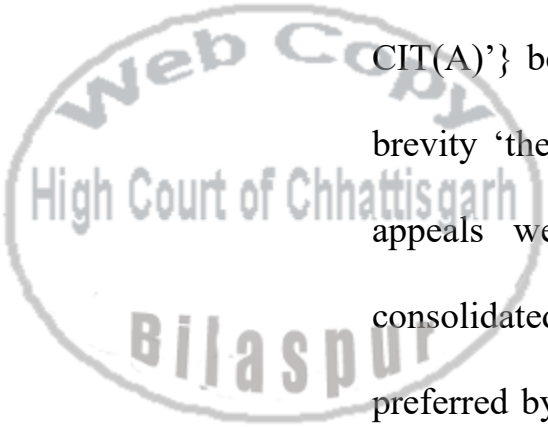 Web Copy
High Court of Chhattisgarh
Bilaspur
CIT(A)’} be
brevity ‘the
appeals we
consolidated
preferred by